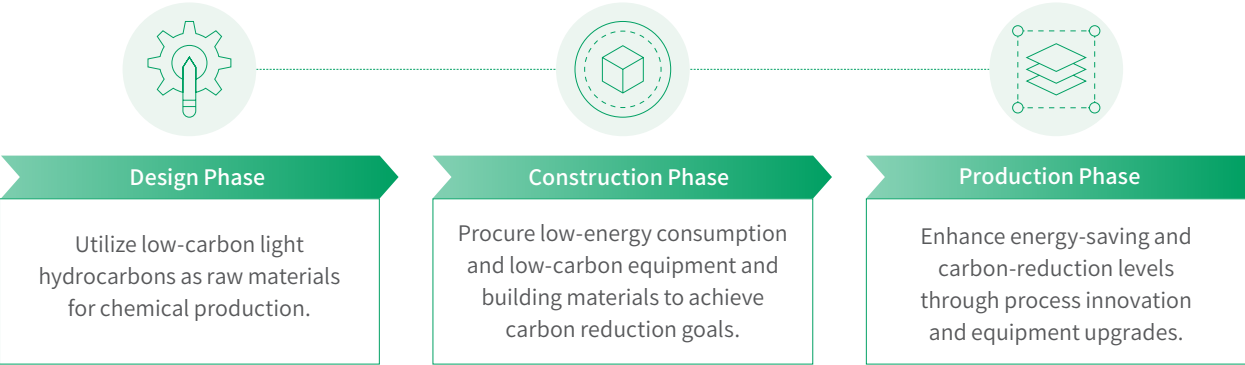 Design Phase
Utilize low-carbon light
hydrocarbons as raw materials
for chemical production.
Construction Phase
Procure low-energy consumption
and low-carbon equipment and
building materials to achieve
carbon reduction goals.
Production Phase
Enhance energy-saving and
carbon-reduction levels
through process innovation
and equipment upgrades.